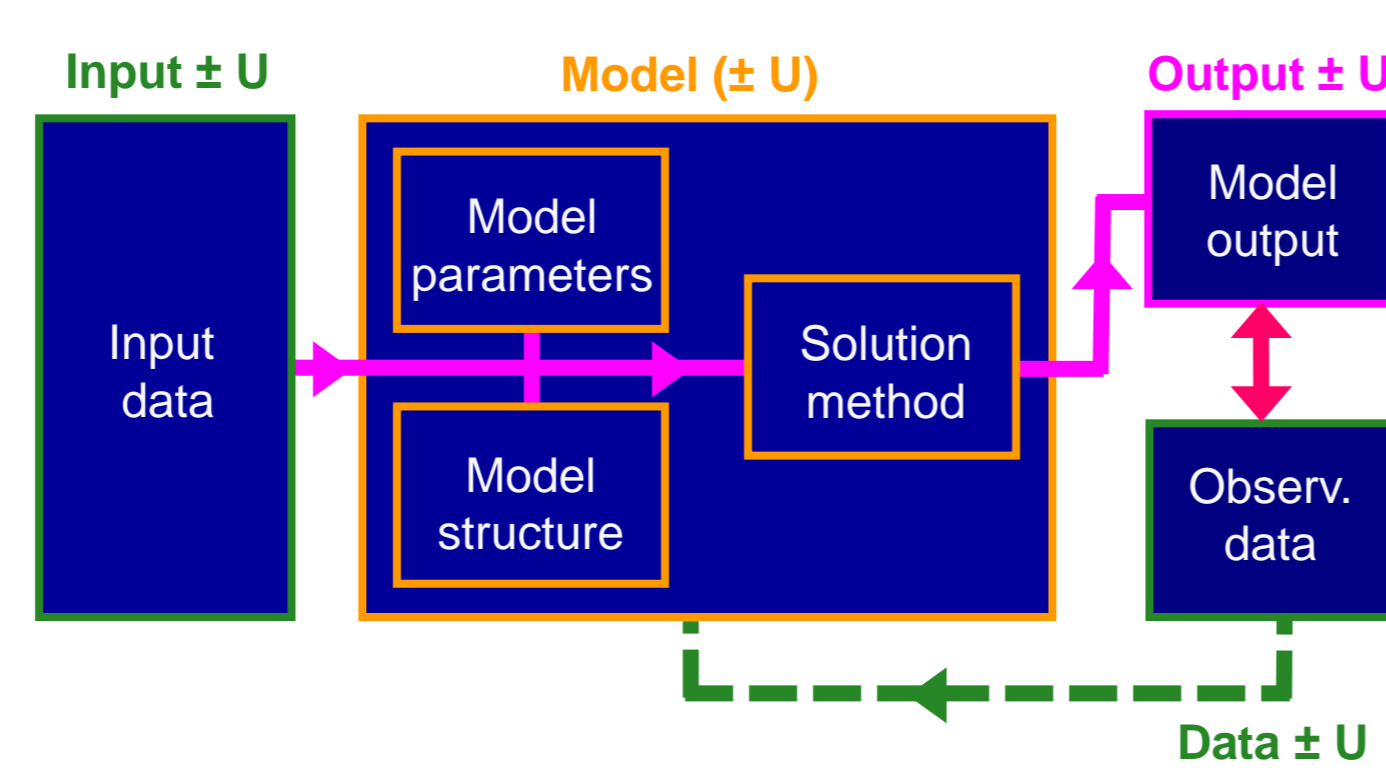 Input ± U
Model (± U)
Output ± U
Input
data
Model
parameters
Model
structure
Solution
method
Model
output
Observ.
data
Data ± U